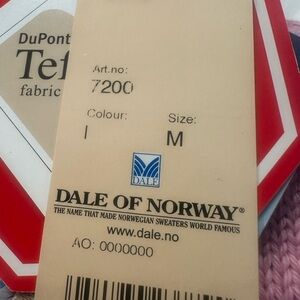 DuPont
Tef
fabric
Art.no:
7200
Colour: Size:
I M
DALE
DALE OF NORWAY®
THE NAME THAT MADE NORWEGIAN SWEATERS WORLD FAMOUS
www.dale.no
AO: 0000000